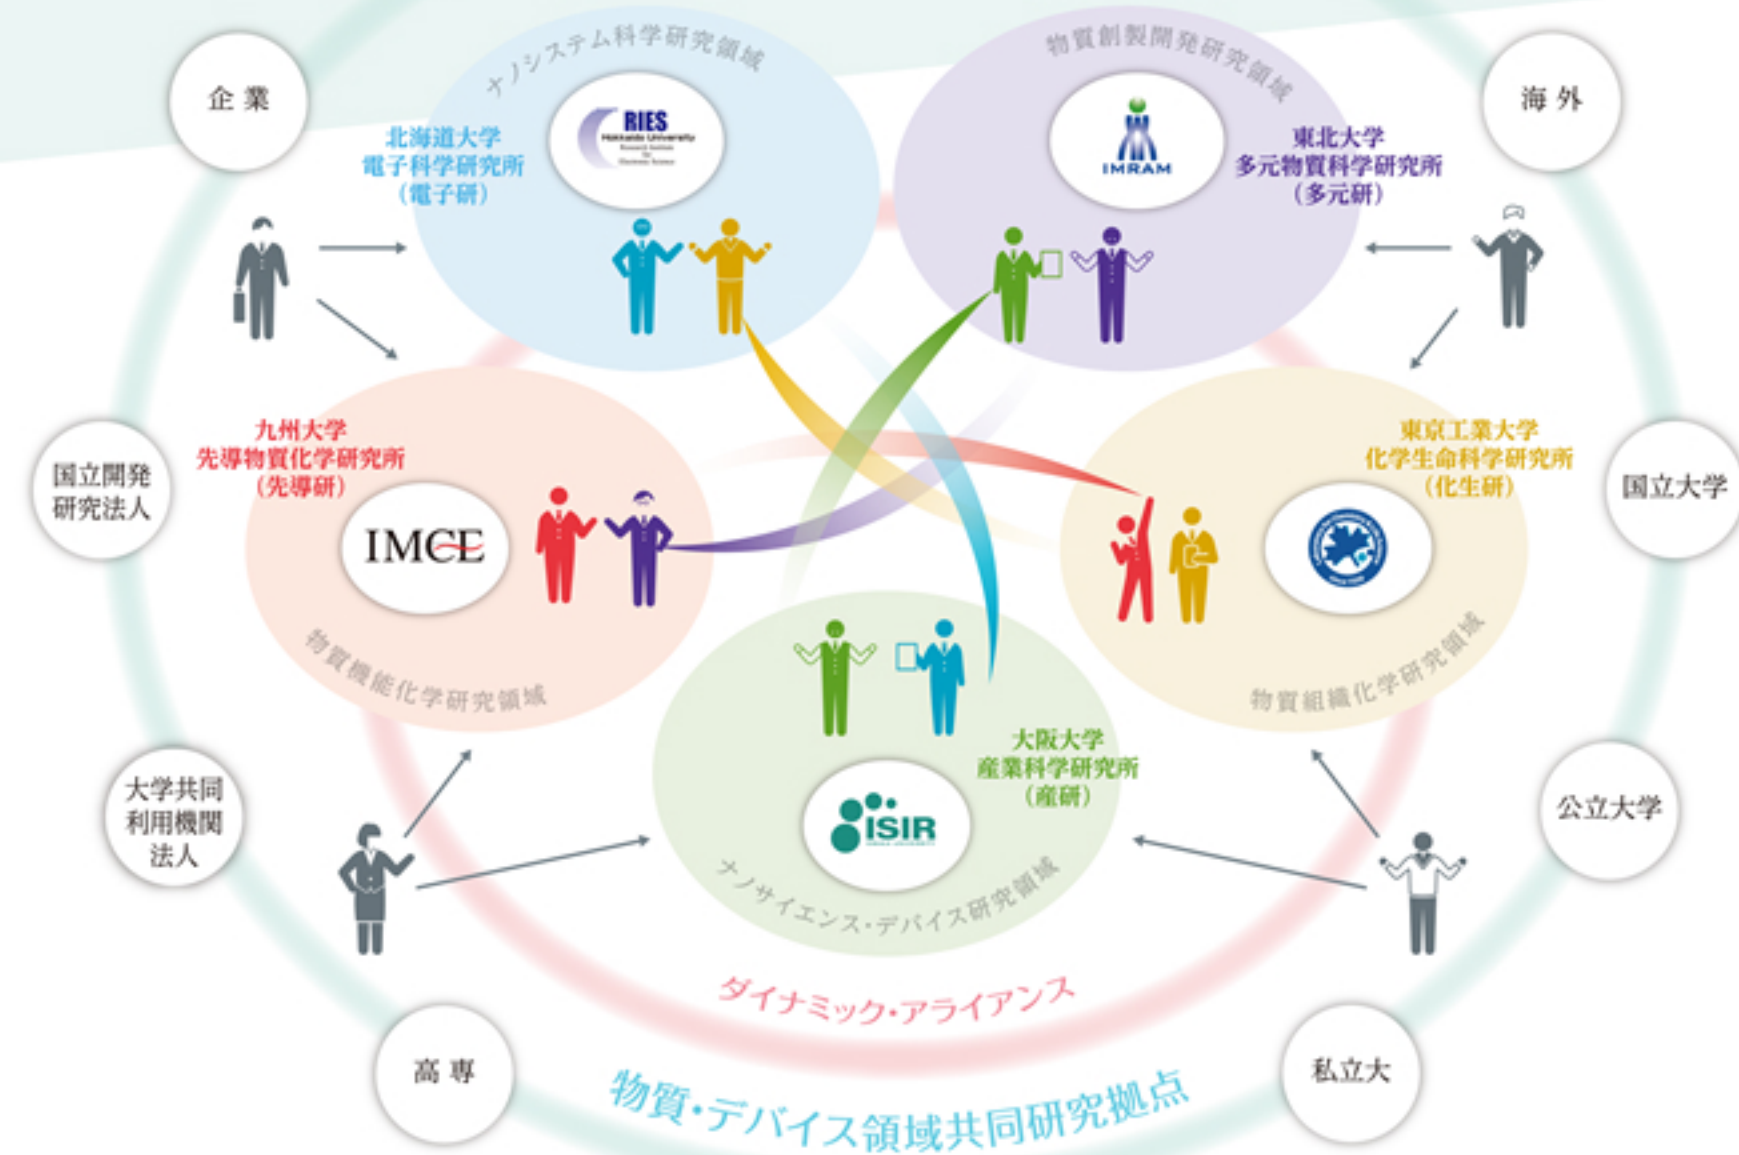 ナノシステム科学研究領域
物質創製開発研究領域
企業
RIES
Hokkaido University
Research Institute
for
Electronic Science
北海道大学
電子科学研究所
（電子研）
IMRAM
東北大学
多元物質科学研究所
（多元研）
海外
九州大学
先導物質化学研究所
（先導研）
IMCE
物質機能化学研究領域
東京工業大学
化学生命科学研究所
（化生研）
物質組織化学研究領域
国立開発
研究法人
国立大学
大阪大学
産業科学研究所
（産研）
ISIR
OSAKA UNIVERSITY
ナノサイエンス・デバイス研究領域
大学共同
利用機関
法人
公立大学
ダイナミック・アライアンス
高専
私立大
物質・デバイス領域共同研究拠点